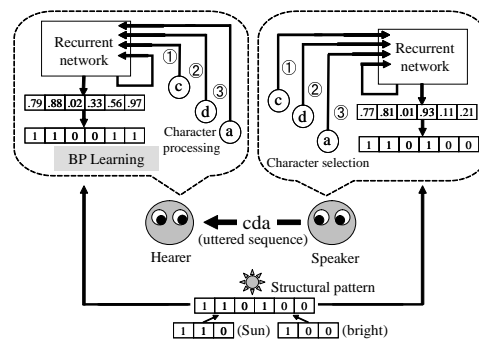 Recurrent
network
① ② ③
c
d
a
.79 .88 .02 .33 .56 .97
1 1 0 0 1 1
Character
processing
BP Learning
Recurrent
network
① ② ③
c
d
a
.77 .81 .01 .93 .11 .21
1 1 0 1 0 0
Character selection
cda
(uttered sequence)
Hearer
Speaker
Structural pattern
1 1 0 1 0 0
1 1 0 (Sun) 1 0 0 (bright)